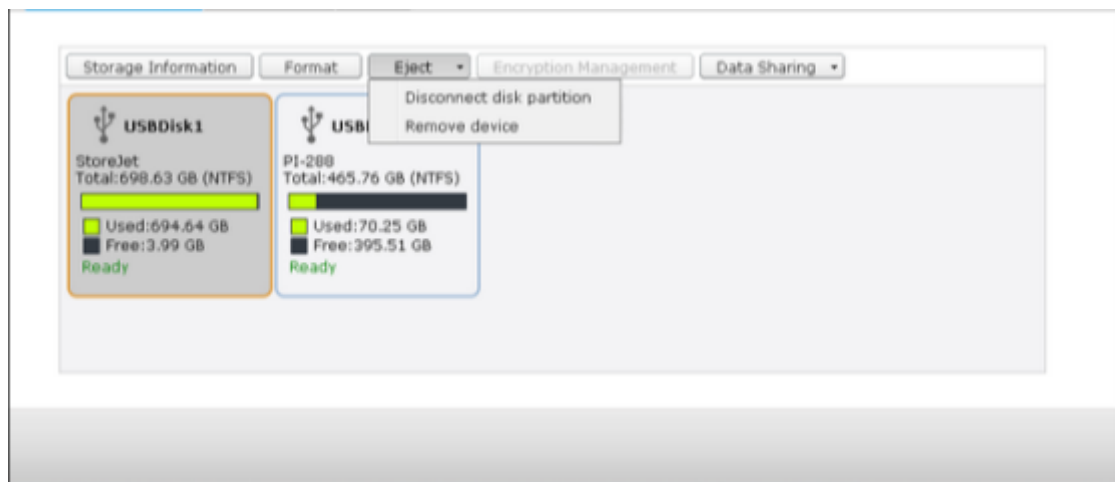 Storage Information Format Eject Encryption Management Data Sharing
Disconnect disk partition
Remove device
USBDisk1
StoreJet
Total:698.63 GB (NTFS)
Used:694.64 GB
Free:3.99 GB
Ready
PI-288
Total:465.76 GB (NTFS)
Used:70.25 GB
Free:395.51 GB
Ready